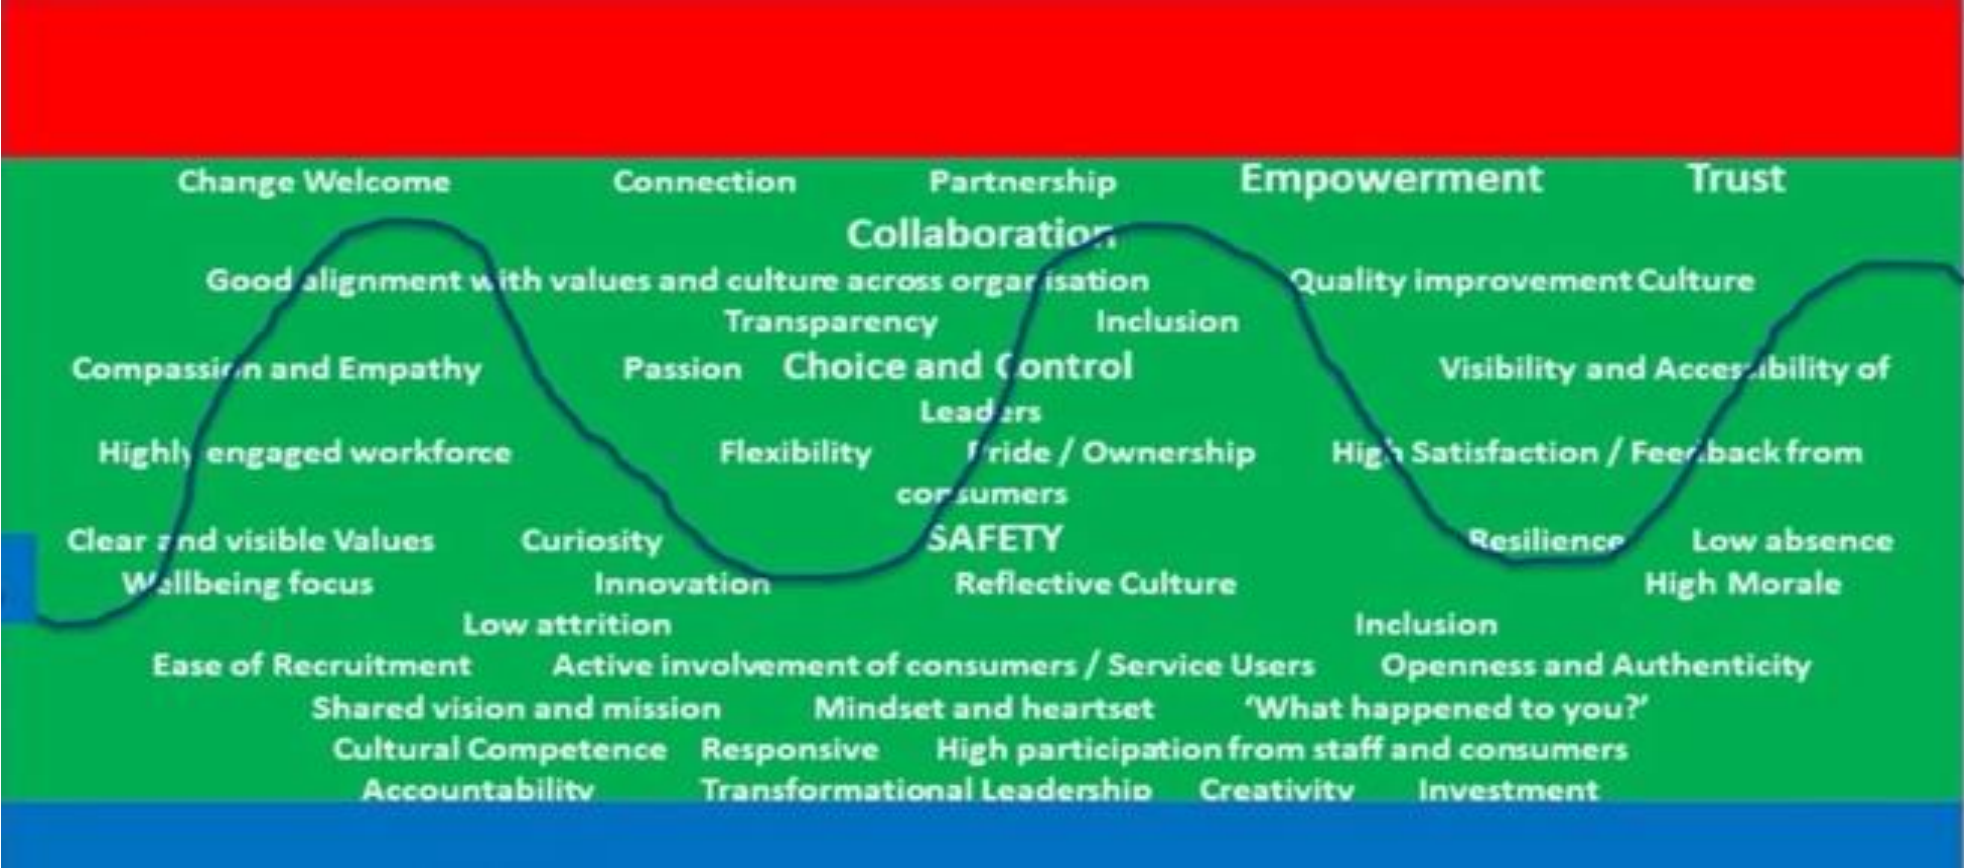 Change Welcome Connection Partnership Empowerment Trust
Collaboration
Good alignment with values and culture across organisation Quality improvement Culture
Transparency Inclusion
Compassion and Empathy Passion Choice and Control Visibility and Accessibility of
Leaders
Highly engaged workforce Flexibility Pride / Ownership High Satisfaction / Feedback from
consumers
Clear and visible Values Curiosity SAFETY Resilience Low absence
Wellbeing focus Innovation Reflective Culture High Morale
Low attrition Inclusion
Ease of Recruitment Active involvement of consumers / Service Users Openness and Authenticity
Shared vision and mission Mindset and heartset ‘What happened to you?’
Cultural Competence Responsive High participation from staff and consumers
Accountability Transformational Leadership Creativity Investment